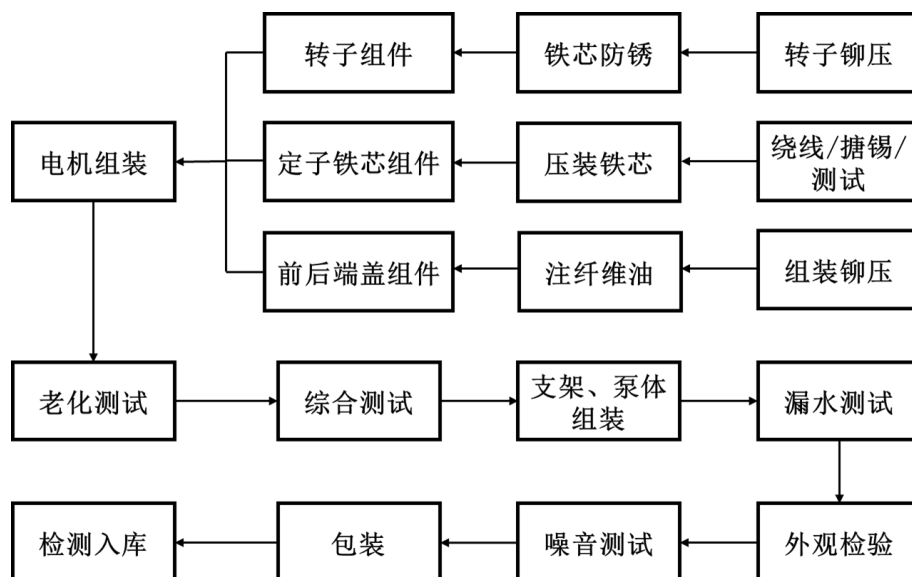 转子组件
铁芯防锈
转子铆压
电机组装
定子铁芯组件
压装铁芯
绕线/搪锡/
测试
前后端盖组件
注纤维油
组装铆压
老化测试
综合测试
支架、泵体
组装
漏水测试
检测入库
包装
噪音测试
外观检验